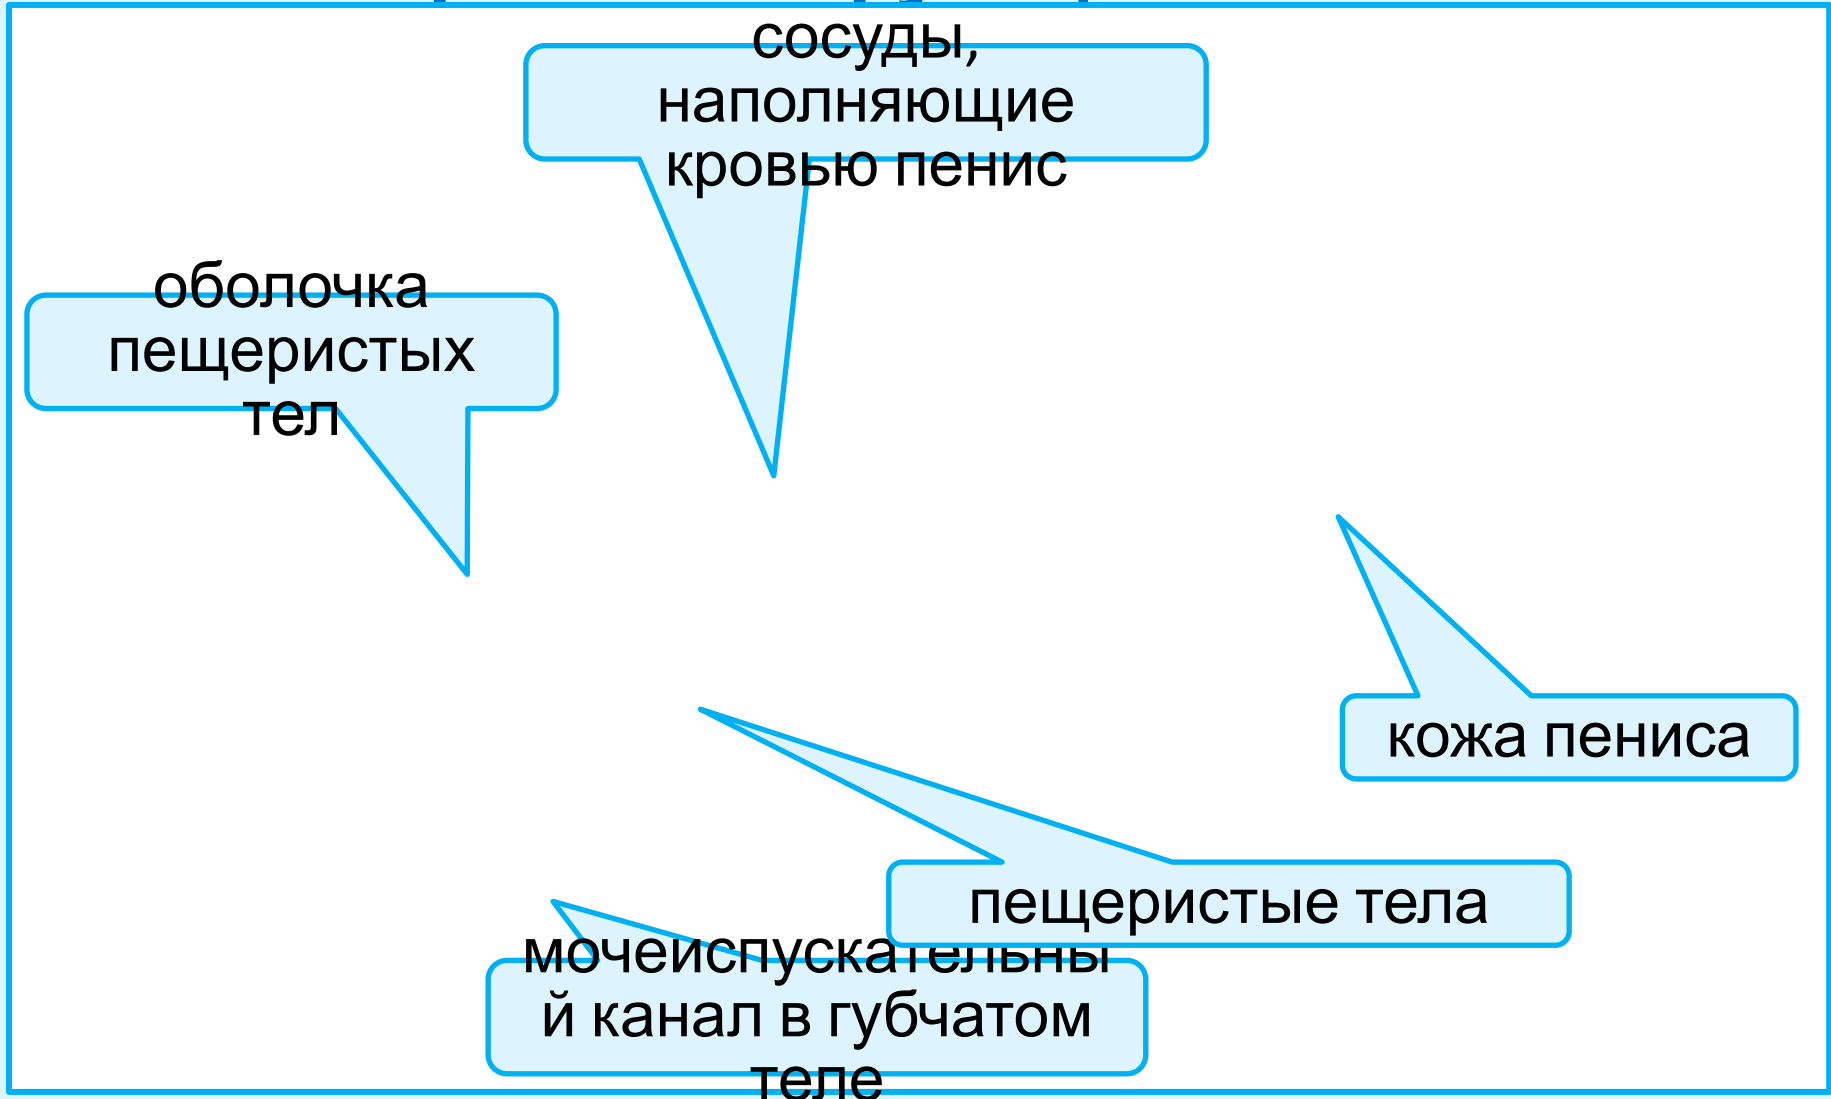 сосуды,
наполняющие
кровью пенис
оболочка
пещеристых
тел
кожа пениса
пещеристые тела
мочеиспускательны
й канал в губчатом
теле